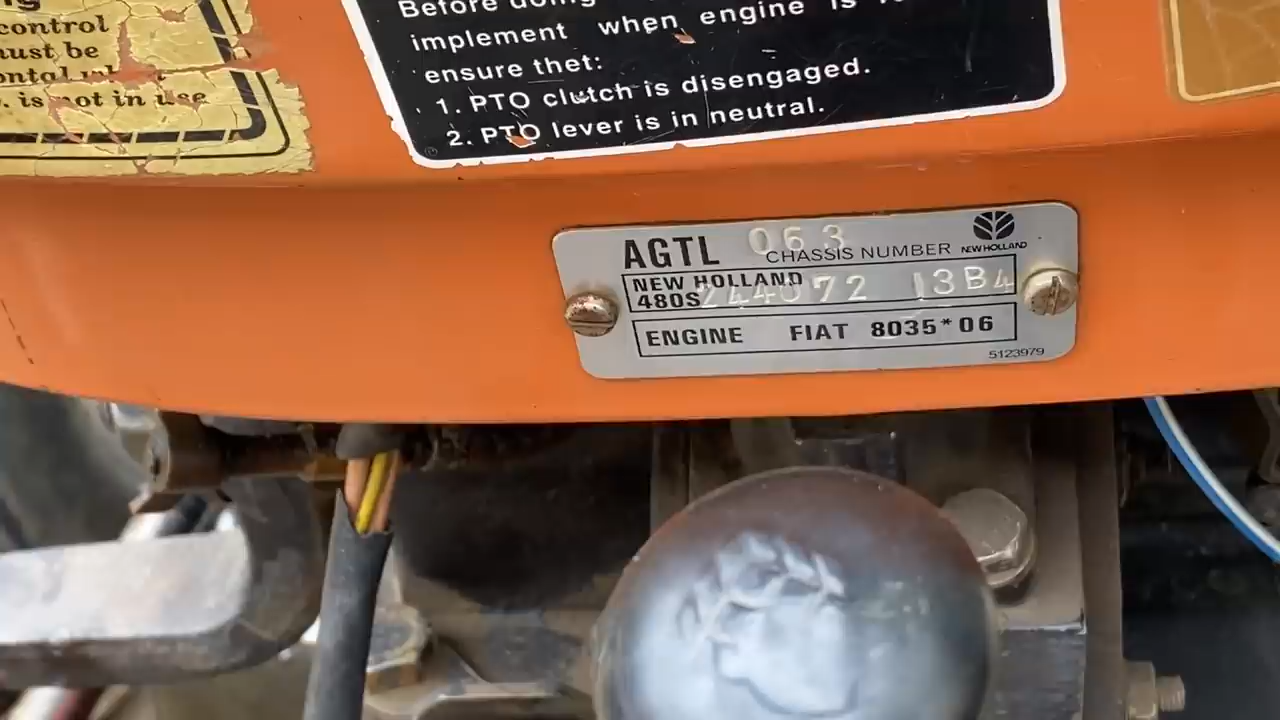 control
must be
is not in use
Before doing
implement when engine is
ensure thet:
1. PTO clutch is disengaged.
2. PTO lever is in neutral.
AGTL 063
CHASSIS NUMBER
NEW HOLLAND
NEW HOLLAND
480S 244072 13B4
ENGINE FIAT 8035*06
5123979